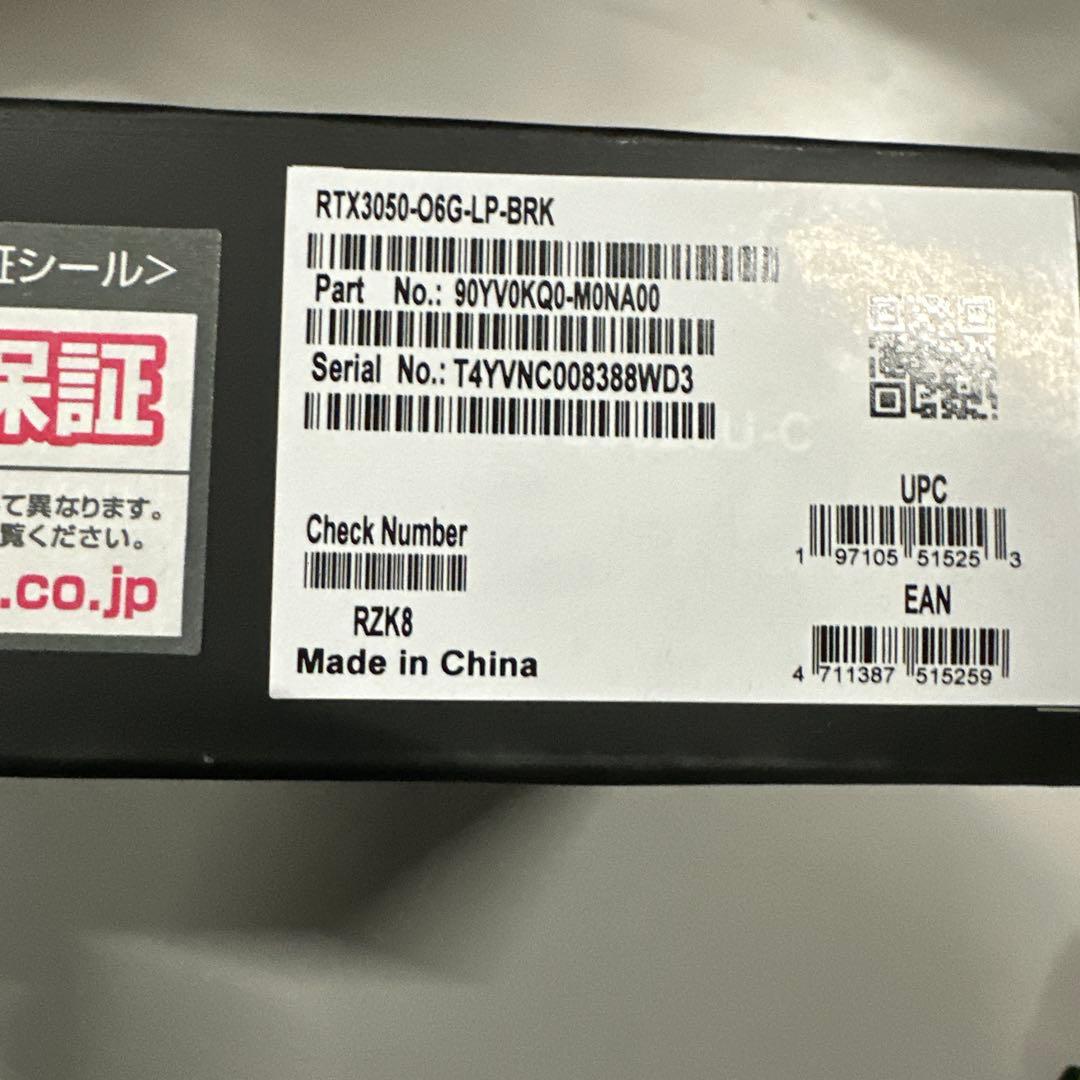 RTX3050-O6G-LP-BRK
Part No.: 90YV0KQ0-M0NA00
Serial No.: T4YVNC008388WD3
Check Number
RZK8
Made in China
UPC
1 97105 51525 3
EAN
4 711387 515259
証シール>
保証
て異なります。
覧ください。
.co.jp